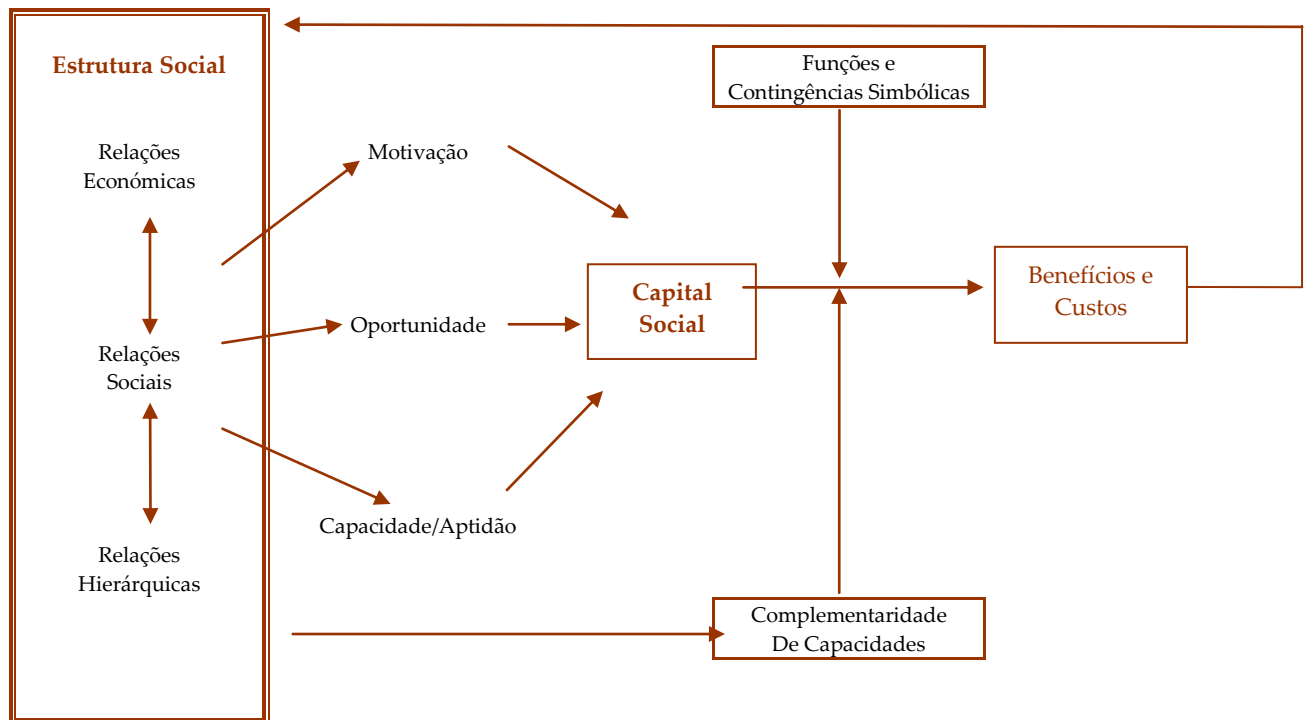 Estrutura Social
Relações
Económicas
Relações
Sociais
Relações
Hierárquicas
Motivação
Oportunidade
Capacidade/Aptidão
Capital
Social
Funções e
Contingências Simbólicas
Complementaridade
De Capacidades
Benefícios e
Custos